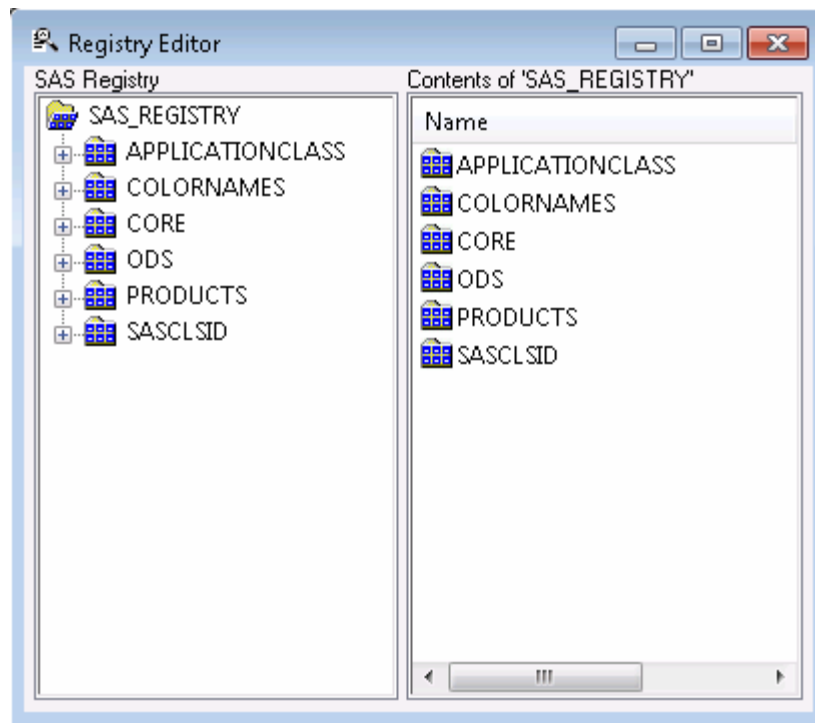 Registry Editor
SAS Registry
SAS_REGISTRY
APPLICATIONCLASS
COLORNAMES
CORE
ODS
PRODUCTS
SASCLSID
Contents of 'SAS_REGISTRY'
Name
APPLICATIONCLASS
COLORNAMES
CORE
ODS
PRODUCTS
SASCLSID